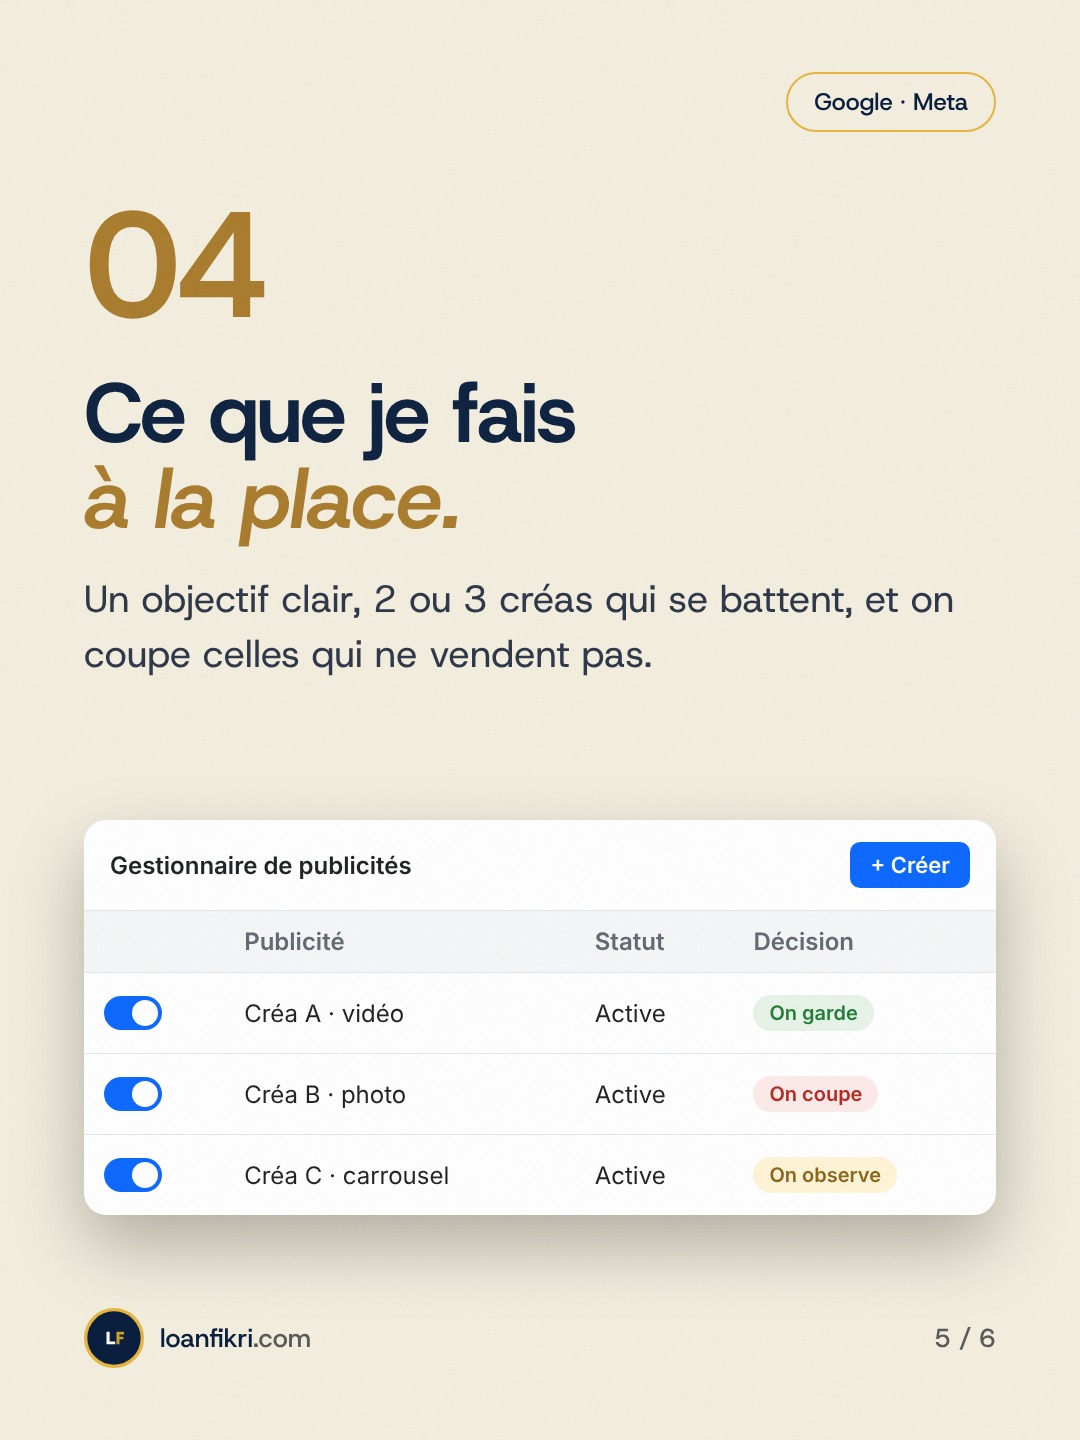 Google · Meta
04
Ce que je fais
à la place.
Un objectif clair, 2 ou 3 créas qui se battent, et on
coupe celles qui ne vendent pas.
Gestionnaire de publicités
+ Créer
Publicité Statut Décision
Créa A · vidéo Active On garde
Créa B · photo Active On coupe
Créa C · carrousel Active On observe
LF loanfikri.com 5 / 6